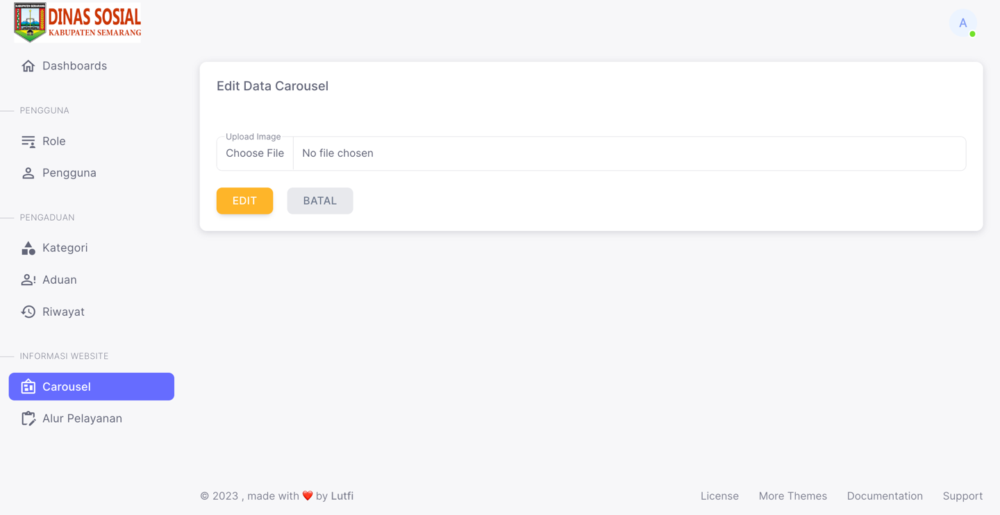 KABUPATEN SEMARANG
DINAS SOSIAL
KABUPATEN SEMARANG
A
Dashboards
PENGGUNA
Role
Pengguna
PENGADUAN
Kategori
Aduan
Riwayat
INFORMASI WEBSITE
Carousel
Alur Pelayanan
Edit Data Carousel
Upload Image
Choose File No file chosen
EDIT BATAL
© 2023 , made with ❤️ by Lutfi
License More Themes Documentation Support